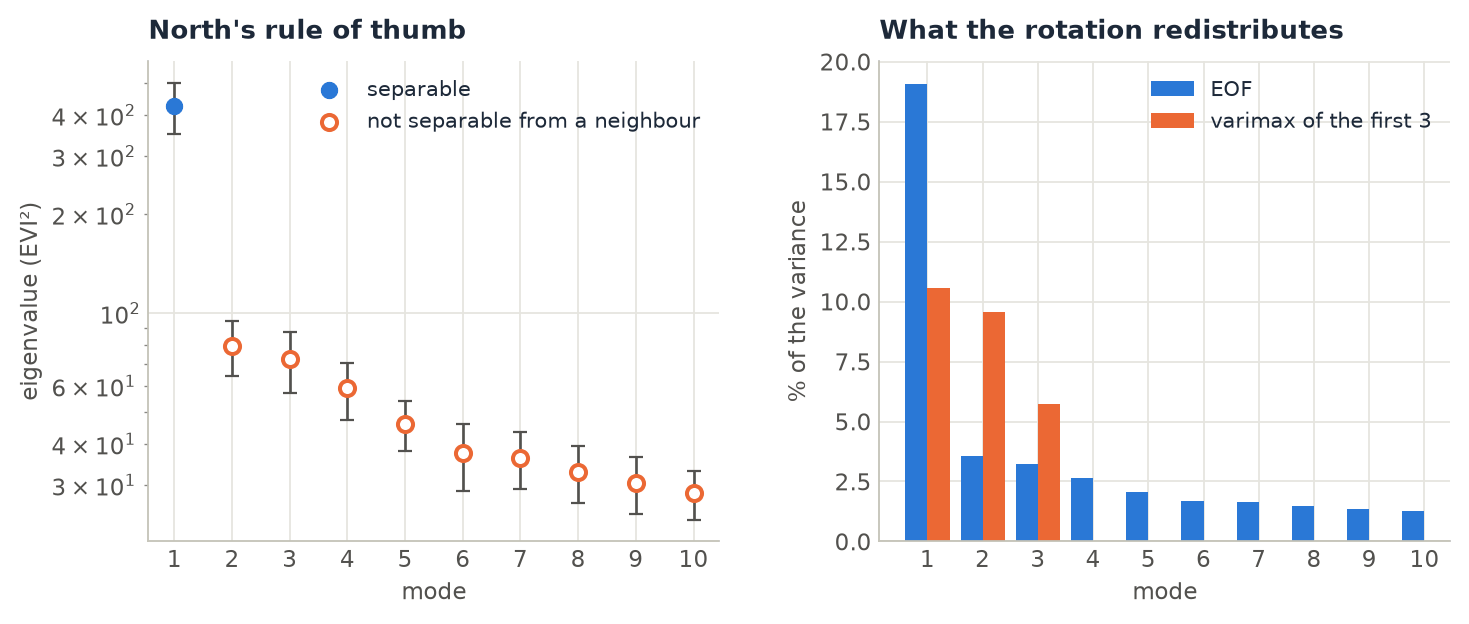 North's rule of thumb
eigenvalue (EVI²)
4 × 10²
3 × 10²
2 × 10²
10²
6 × 10¹
4 × 10¹
3 × 10¹
separable
not separable from a neighbour
1 2 3 4 5 6 7 8 9 10
mode
What the rotation redistributes
% of the variance
20.0
17.5
15.0
12.5
10.0
7.5
5.0
2.5
0.0
EOF
varimax of the first 3
1 2 3 4 5 6 7 8 9 10
mode